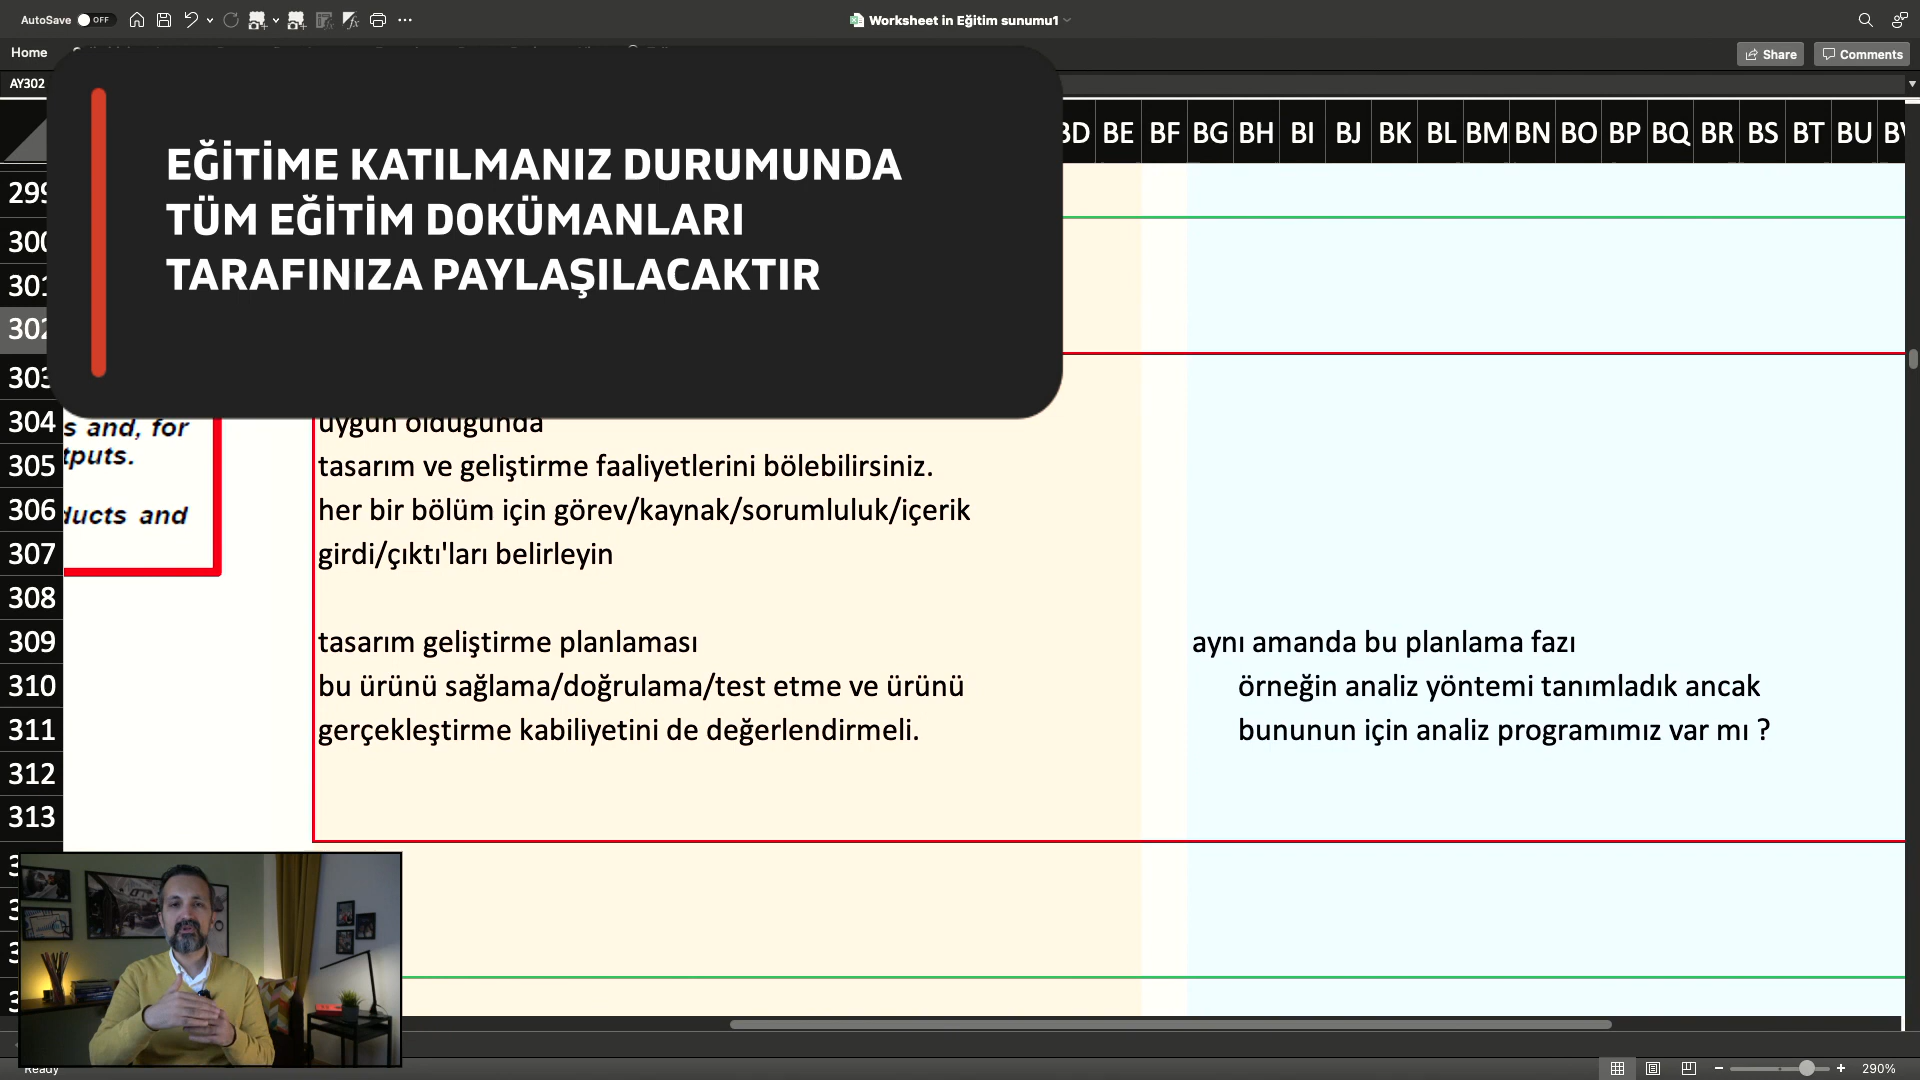 AutoSave OFF
Worksheet in Eğitim sunumu1
Home
Share
Comments
AY302
BE BF BG BH BI BJ BK BL BM BN BO BP BQ BR BS BT BU
EĞİTİME KATILMANIZ DURUMUNDA
TÜM EĞİTİM DOKÜMANLARI
TARAFINIZA PAYLAŞILACAKTIR
299
300
301
302
303
304
305
306
307
308
309
310
311
312
313
s and, for
tputs.
ducts and
uygun olduğunda
tasarım ve geliştirme faaliyetlerini bölebilirsiniz.
her bir bölüm için görev/kaynak/sorumluluk/içerik
girdi/çıktı'ları belirleyin
tasarım geliştirme planlaması
bu ürünü sağlama/doğrulama/test etme ve ürünü
gerçekleştirme kabiliyetini de değerlendirmeli.
aynı amanda bu planlama fazı
örneğin analiz yöntemi tanımladık ancak
bununun için analiz programımız var mı ?
Ready
290%